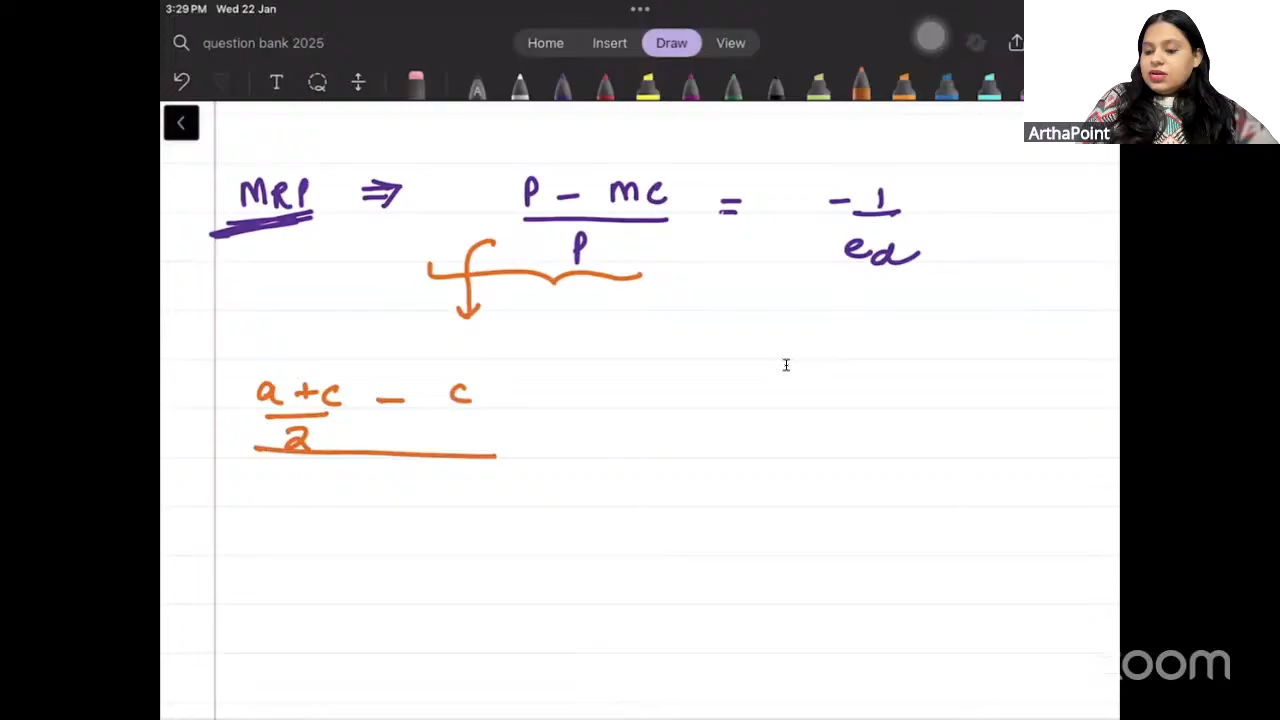 3:29 PM Wed 22 Jan
question bank 2025
Home Insert Draw View
T
A
ArthaPoint
MRP ⇒ P - MC = - 1
P ed
a + c - c
2
zoom